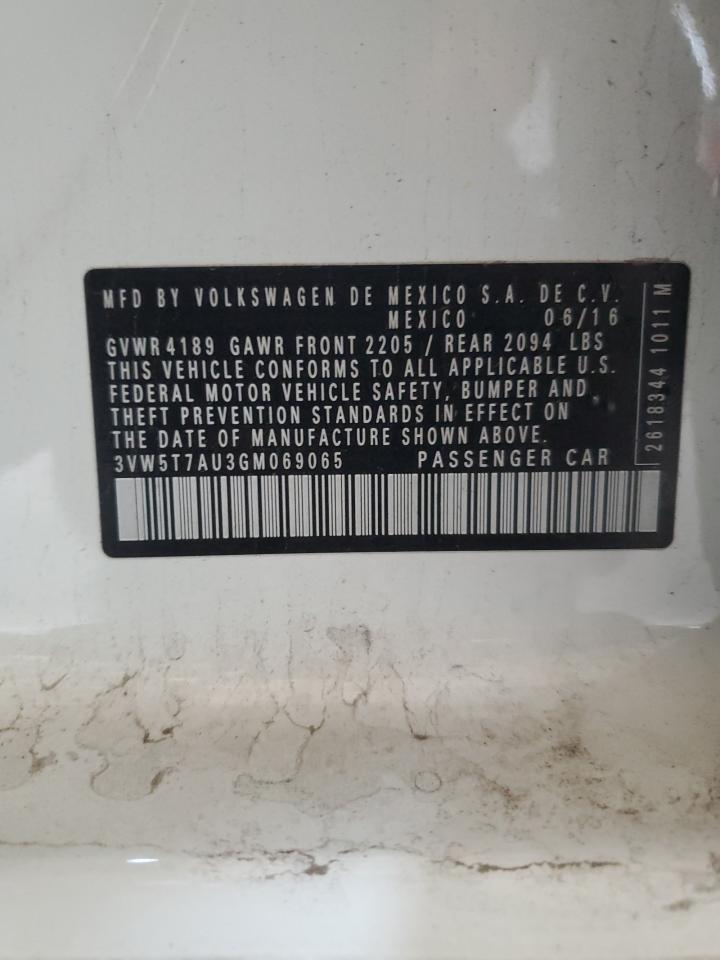 MFD BY VOLKSWAGEN DE MEXICO S.A. DE C.V.
MEXICO 06/16
GVWR 4189 GAWR FRONT 2205 / REAR 2094 LBS
THIS VEHICLE CONFORMS TO ALL APPLICABLE U.S.
FEDERAL MOTOR VEHICLE SAFETY, BUMPER AND
THEFT PREVENTION STANDARDS IN EFFECT ON
THE DATE OF MANUFACTURE SHOWN ABOVE.
3VW5T7AU3GM069065 PASSENGER CAR
2618344 1011 M